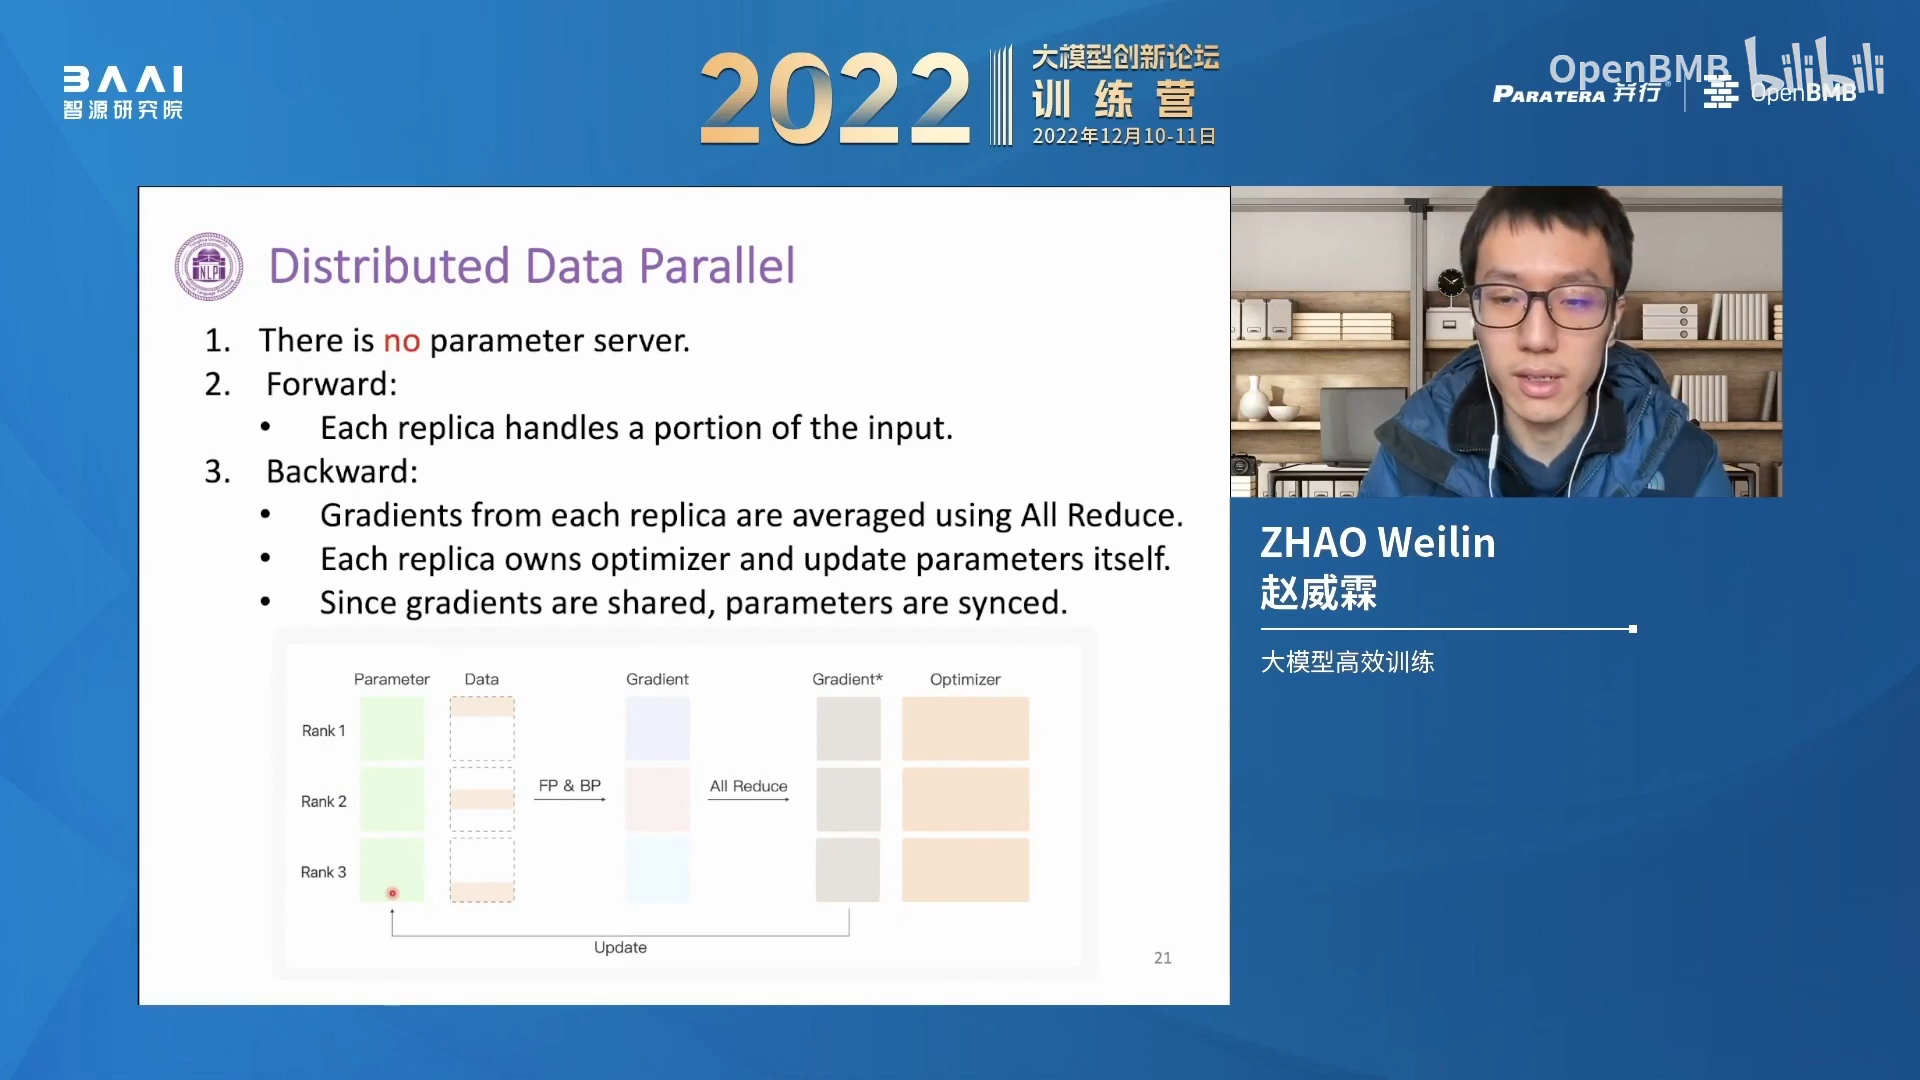 BAAI
智源研究院
2022
大模型创新论坛
训练营
2022年12月10-11日
OpenBMB bilibili
PARATERA 并行 OpenBMB
Distributed Data Parallel
NLP
1. There is no parameter server.
2. Forward:
• Each replica handles a portion of the input.
3. Backward:
• Gradients from each replica are averaged using All Reduce.
• Each replica owns optimizer and update parameters itself.
• Since gradients are shared, parameters are synced.
Parameter Data Gradient Gradient* Optimizer
Rank 1
Rank 2 FP & BP All Reduce
Rank 3
Update
21
ZHAO Weilin
赵威霖
大模型高效训练